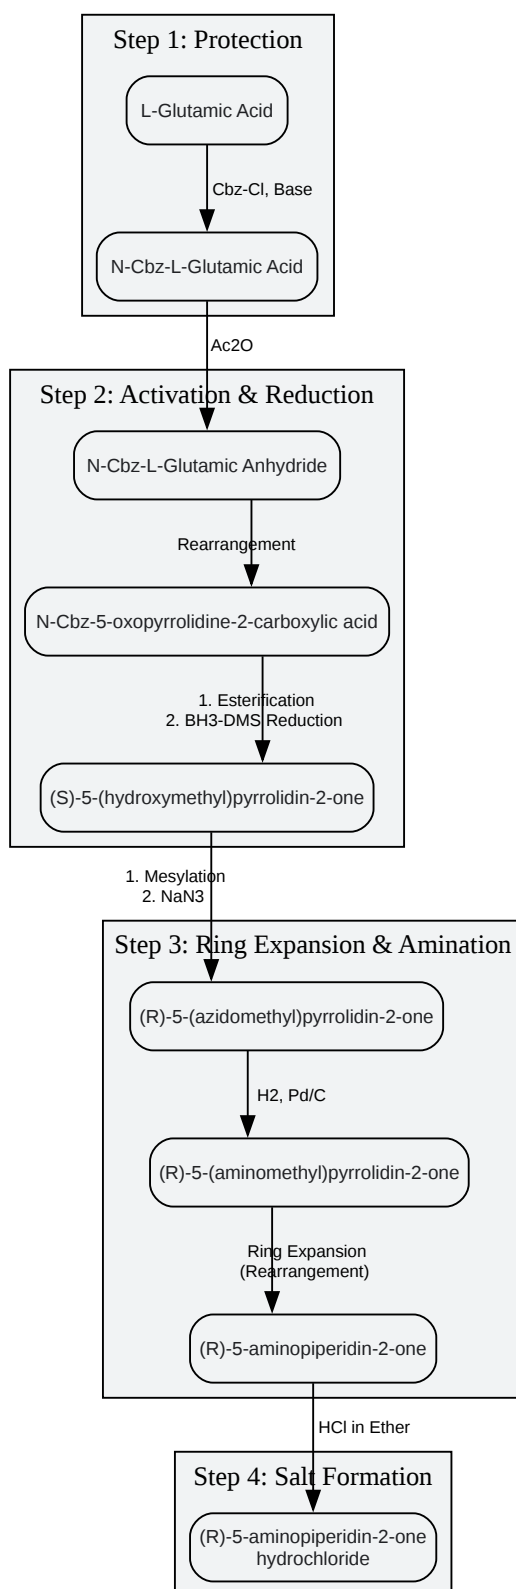 Step 1: Protection
L-Glutamic Acid
Cbz-Cl, Base
N-Cbz-L-Glutamic Acid
Ac2O
Step 2: Activation & Reduction
N-Cbz-L-Glutamic Anhydride
Rearrangement
N-Cbz-5-oxopyrrolidine-2-carboxylic acid
1. Esterification
2. BH3-DMS Reduction
(S)-5-(hydroxymethyl)pyrrolidin-2-one
1. Mesylation
2. NaN3
Step 3: Ring Expansion & Amination
(R)-5-(azidomethyl)pyrrolidin-2-one
H2, Pd/C
(R)-5-(aminomethyl)pyrrolidin-2-one
Ring Expansion
(Rearrangement)
(R)-5-aminopiperidin-2-one
HCl in Ether
Step 4: Salt Formation
(R)-5-aminopiperidin-2-one
hydrochloride